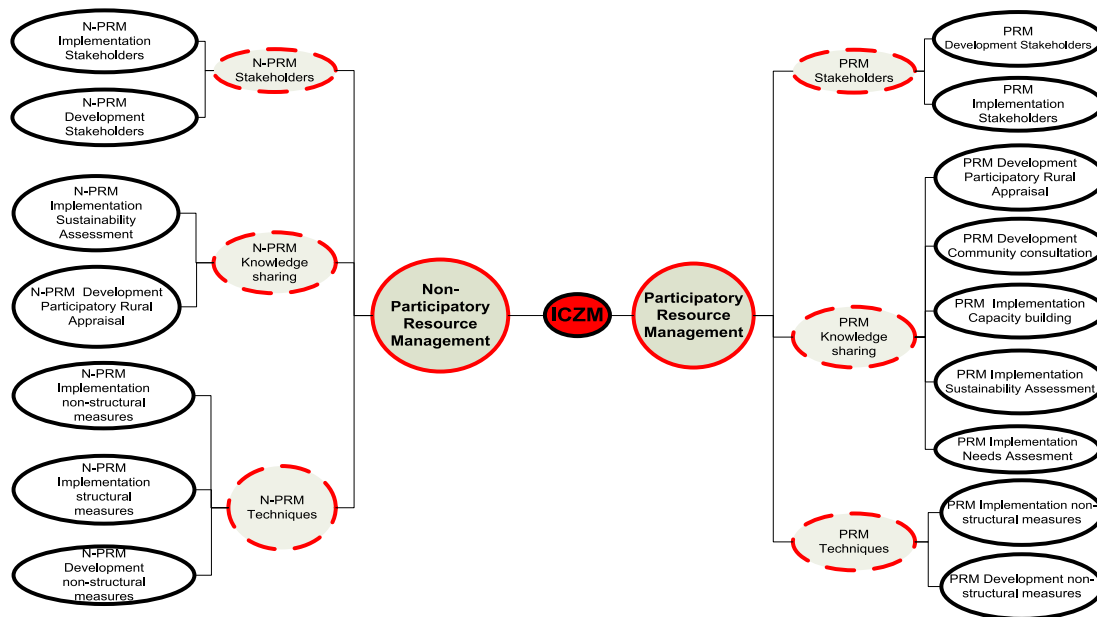 N-PRM
Implementation
Stakeholders
N-PRM
Development
Stakeholders
N-PRM
Stakeholders
N-PRM
Implementation
Sustainability
Assessment
N-PRM  Development
Participatory Rural
Appraisal
N-PRM
Knowledge
sharing
N-PRM
Implementation
non-structural
measures
N-PRM
Implementation
structural
measures
N-PRM
Development
non-structural
measures
N-PRM
Techniques
Non-
Participatory
Resource
Management
ICZM
Participatory
Resource
Management
PRM
Stakeholders
PRM
Development Stakeholders
PRM
Implementation
Stakeholders
PRM
Knowledge
sharing
PRM Development
Participatory Rural
Appraisal
PRM Development
Community consultation
PRM  Implementation
Capacity building
PRM Implementation
Sustainability Assessment
PRM Implementation
Needs Assesment
PRM
Techniques
PRM Implementation non-
structural measures
PRM Development non-
structural measures